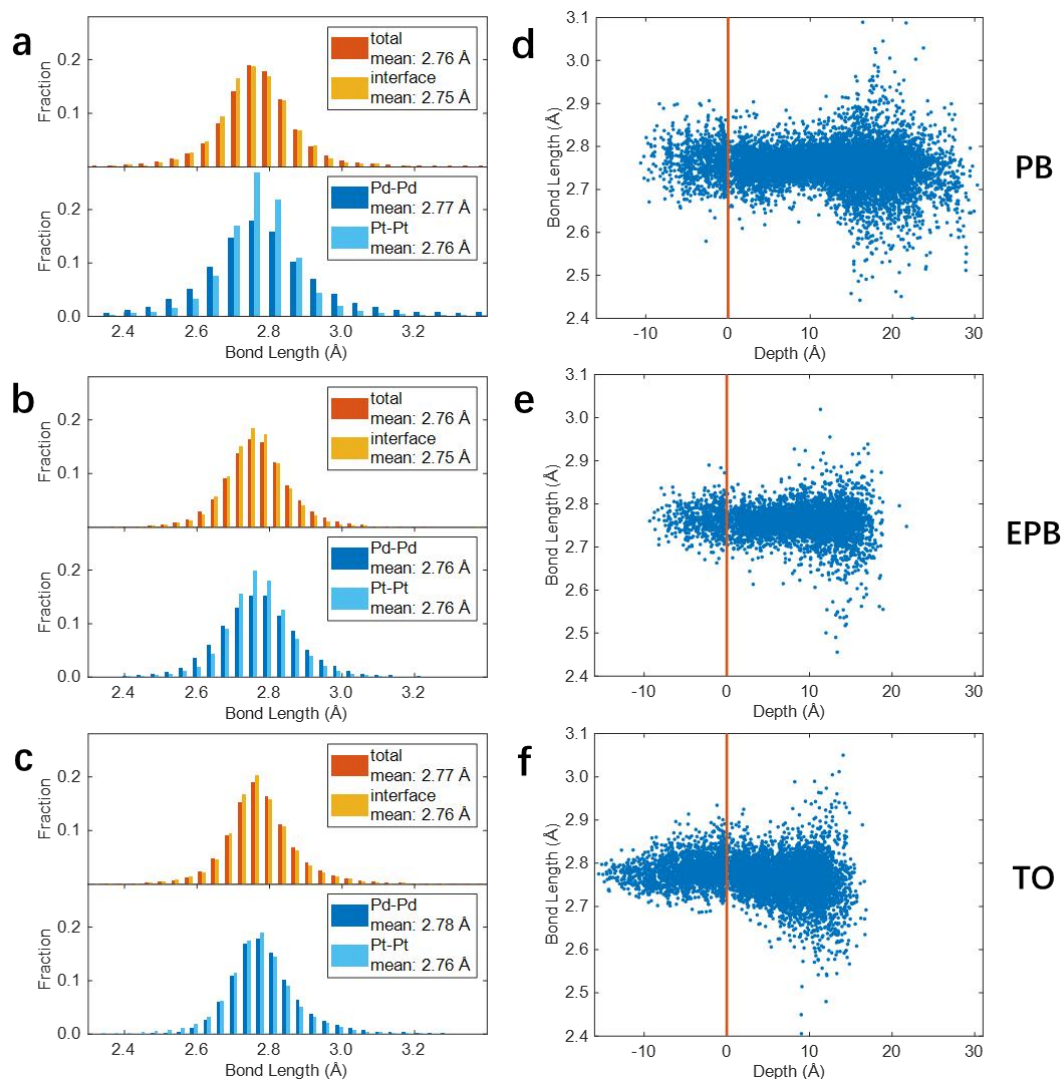 a
Fraction
0.2
0.1
total
mean: 2.76 Å
interface
mean: 2.75 Å
Fraction
0.2
0.1
0.0
Pd-Pd
mean: 2.77 Å
Pt-Pt
mean: 2.76 Å
2.4 2.6 2.8 3.0 3.2
Bond Length (Å)
d
Bond Length (Å)
3.1
3.0
2.9
2.8
2.7
2.6
2.5
2.4
-10 0 10 20 30
Depth (Å)
PB
b
Fraction
0.2
0.1
total
mean: 2.76 Å
interface
mean: 2.75 Å
Fraction
0.2
0.1
0.0
Pd-Pd
mean: 2.76 Å
Pt-Pt
mean: 2.76 Å
2.4 2.6 2.8 3.0 3.2
Bond Length (Å)
e
Bond Length (Å)
3.1
3.0
2.9
2.8
2.7
2.6
2.5
2.4
-10 0 10 20 30
Depth (Å)
EPB
c
Fraction
0.2
0.1
total
mean: 2.77 Å
interface
mean: 2.76 Å
Fraction
0.2
0.1
0.0
Pd-Pd
mean: 2.78 Å
Pt-Pt
mean: 2.76 Å
2.4 2.6 2.8 3.0 3.2
Bond Length (Å)
f
Bond Length (Å)
3.1
3.0
2.9
2.8
2.7
2.6
2.5
2.4
-10 0 10 20 30
Depth (Å)
TO